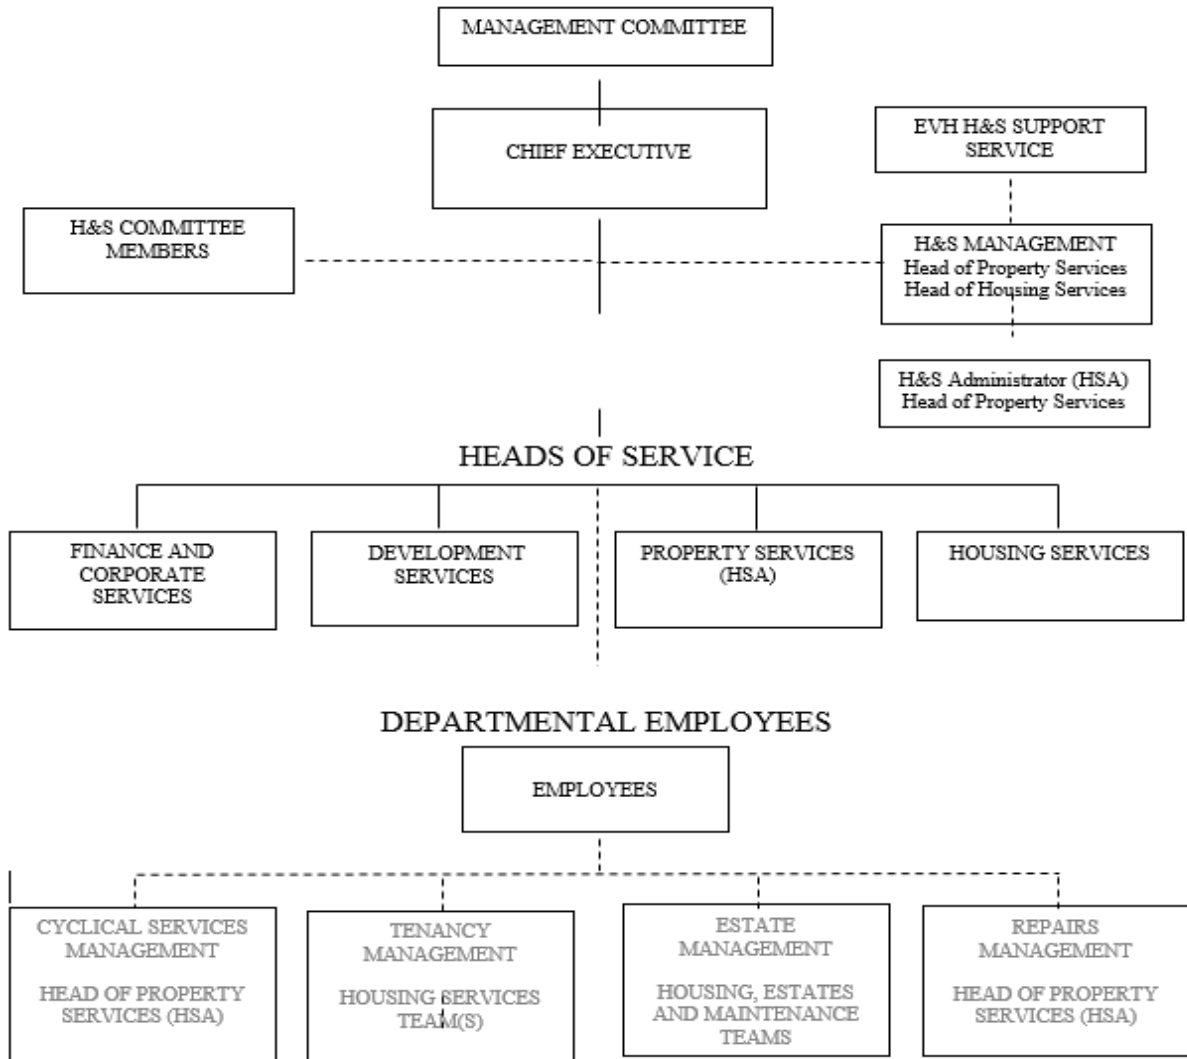 MANAGEMENT COMMITTEE
CHIEF EXECUTIVE
EVH H&S SUPPORT
SERVICE
H&S COMMITTEE
MEMBERS
H&S MANAGEMENT
Head of Property Services
Head of Housing Services
H&S Administrator (HSA)
Head of Property Services
HEADS OF SERVICE
FINANCE AND
CORPORATE
SERVICES
DEVELOPMENT
SERVICES
PROPERTY SERVICES
(HSA)
HOUSING SERVICES
DEPARTMENTAL EMPLOYEES
EMPLOYEES
CYCLICAL SERVICES
MANAGEMENT
HEAD OF PROPERTY
SERVICES (HSA)
TENANCY
MANAGEMENT
HOUSING SERVICES
TEAM(S)
ESTATE
MANAGEMENT
HOUSING, ESTATES
AND MAINTENANCE
TEAMS
REPAIRS
MANAGEMENT
HEAD OF PROPERTY
SERVICES (HSA)